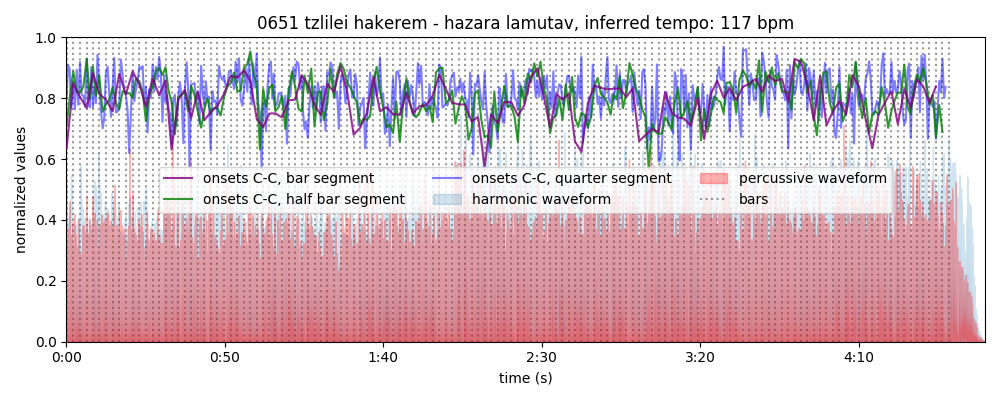 0651 tzlilei hakerem - hazara lamutav, inferred tempo: 117 bpm
1.0
0.8
0.6
0.4
0.2
0.0
normalized values
onsets C-C, bar segment
onsets C-C, half bar segment
onsets C-C, quarter segment
harmonic waveform
percussive waveform
bars
0:00 0:50 1:40 2:30 3:20 4:10
time (s)